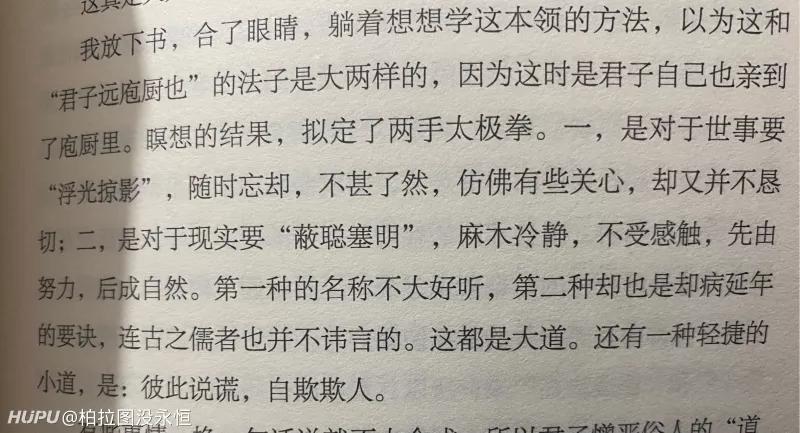 我放下书，合了眼睛，躺着想想学这本领的方法，以为这和
“君子远庖厨也”的法子是大两样的，因为这时是君子自己也亲到
了庖厨里。瞑想的结果，拟定了两手太极拳。一，是对于世事要
“浮光掠影”，随时忘却，不甚了然，仿佛有些关心，却又并不恳
切；二，是对于现实要“蔽聪塞明”，麻木冷静，不受感触，先由
努力，后成自然。第一种的名称不大好听，第二种却也是却病延年
的要诀，连古之儒者也并不讳言的。这都是大道。还有一种轻捷的
小道，是：彼此说谎，自欺欺人。
HUPU @柏拉图没永恒